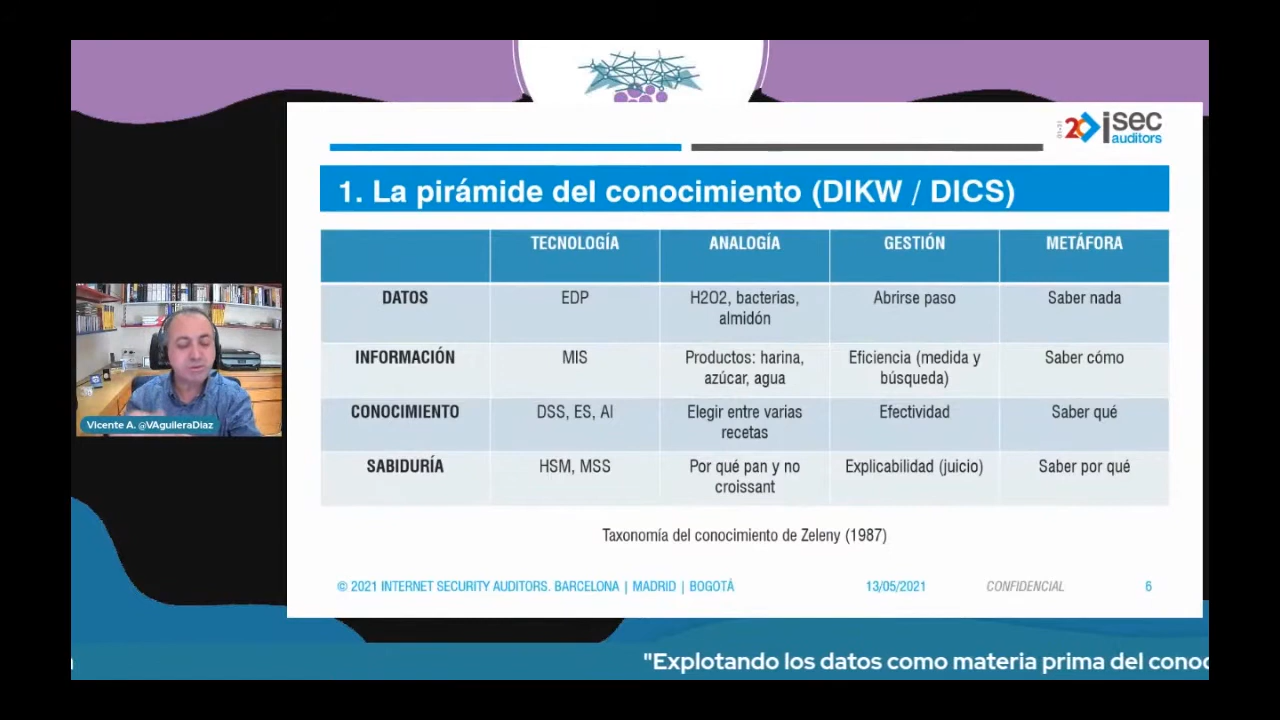 isec
auditors
1. La pirámide del conocimiento (DIKW / DICS)
TECNOLOGÍA ANALOGÍA GESTIÓN METÁFORA
DATOS EDP H2O2, bacterias, almidón Abrirse paso Saber nada
INFORMACIÓN MIS Productos: harina, azúcar, agua Eficiencia (medida y búsqueda) Saber cómo
CONOCIMIENTO DSS, ES, AI Elegir entre varias recetas Efectividad Saber qué
SABIDURÍA HSM, MSS Por qué pan y no croissant Explicabilidad (juicio) Saber por qué
Taxonomía del conocimiento de Zeleny (1987)
© 2021 INTERNET SECURITY AUDITORS. BARCELONA | MADRID | BOGOTÁ 13/05/2021 CONFIDENCIAL 6
Vicente A. @VAguileraDiaz
"Explotando los datos como materia prima del conoc